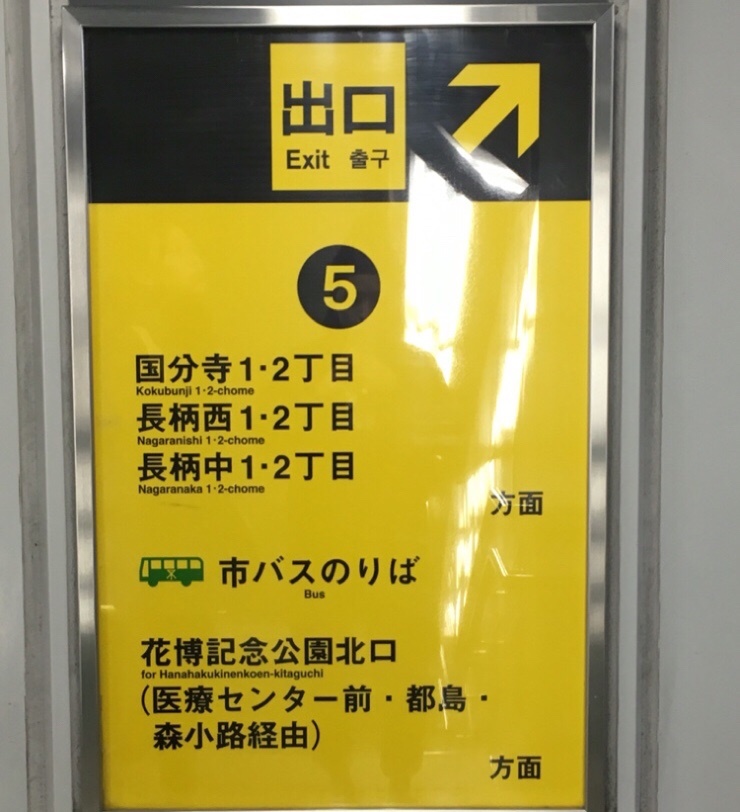 出口
Exit 출구
5
国分寺1·2丁目
Kokubunji 1·2-chome
長柄西1·2丁目
Nagaranishi 1·2-chome
長柄中1·2丁目
Nagaranaka 1·2-chome
方面
市バスのりば
Bus
花博記念公園北口
for Hanahakukinenkoen-kitaguchi
(医療センター前・都島・
森小路経由)
方面